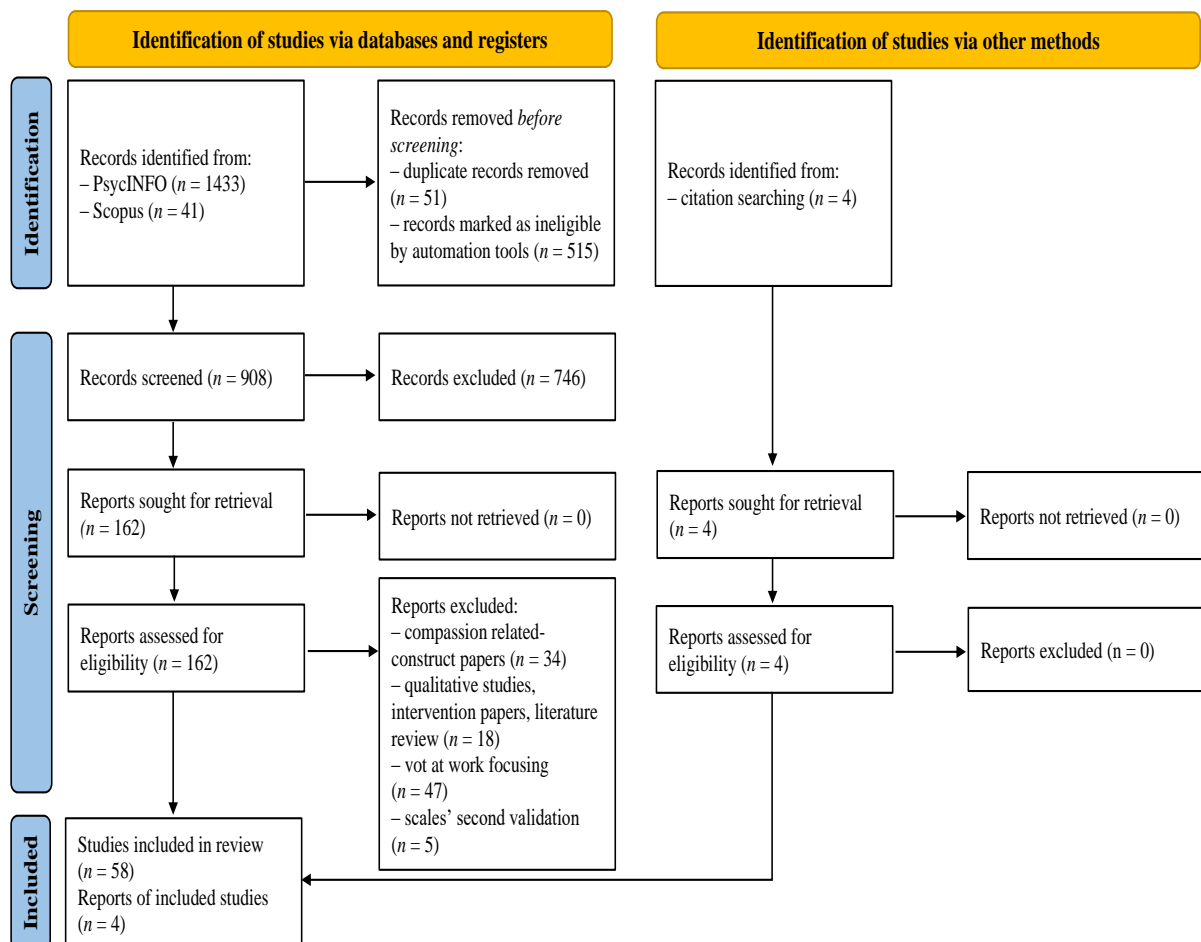 Identification of studies via databases and registers
Identification of studies via other methods
Identification
Records identified from:
– PsycINFO (n = 1433)
– Scopus (n = 41)
Records removed before
screening:
– duplicate records removed
(n = 51)
– records marked as ineligible
by automation tools (n = 515)
Records identified from:
– citation searching (n = 4)
Screening
Records screened (n = 908)
Records excluded (n = 746)
Reports sought for retrieval
(n = 162)
Reports not retrieved (n = 0)
Reports sought for retrieval
(n = 4)
Reports not retrieved (n = 0)
Reports assessed for
eligibility (n = 162)
Reports excluded:
– compassion related-
construct papers (n = 34)
– qualitative studies,
intervention papers, literature
review (n = 18)
– vot at work focusing
(n = 47)
– scales’ second validation
(n = 5)
Reports assessed for
eligibility (n = 4)
Reports excluded (n = 0)
Included
Studies included in review
(n = 58)
Reports of included studies
(n = 4)